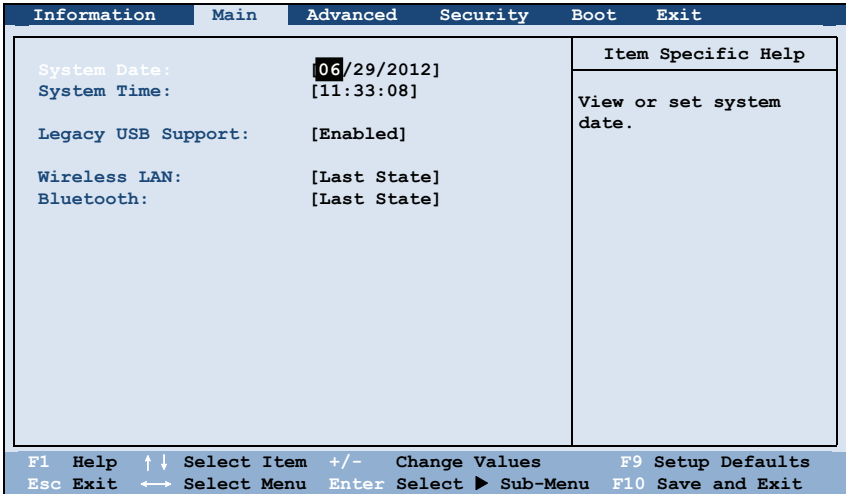 Information Main Advanced Security Boot Exit
System Date: [06/29/2012]
System Time: [11:33:08]
Legacy USB Support: [Enabled]
Wireless LAN: [Last State]
Bluetooth: [Last State]
Item Specific Help
View or set system
date.
F1 Help ↑↓ Select Item +/- Change Values F9 Setup Defaults
Esc Exit ←→ Select Menu Enter Select ▶ Sub-Menu F10 Save and Exit